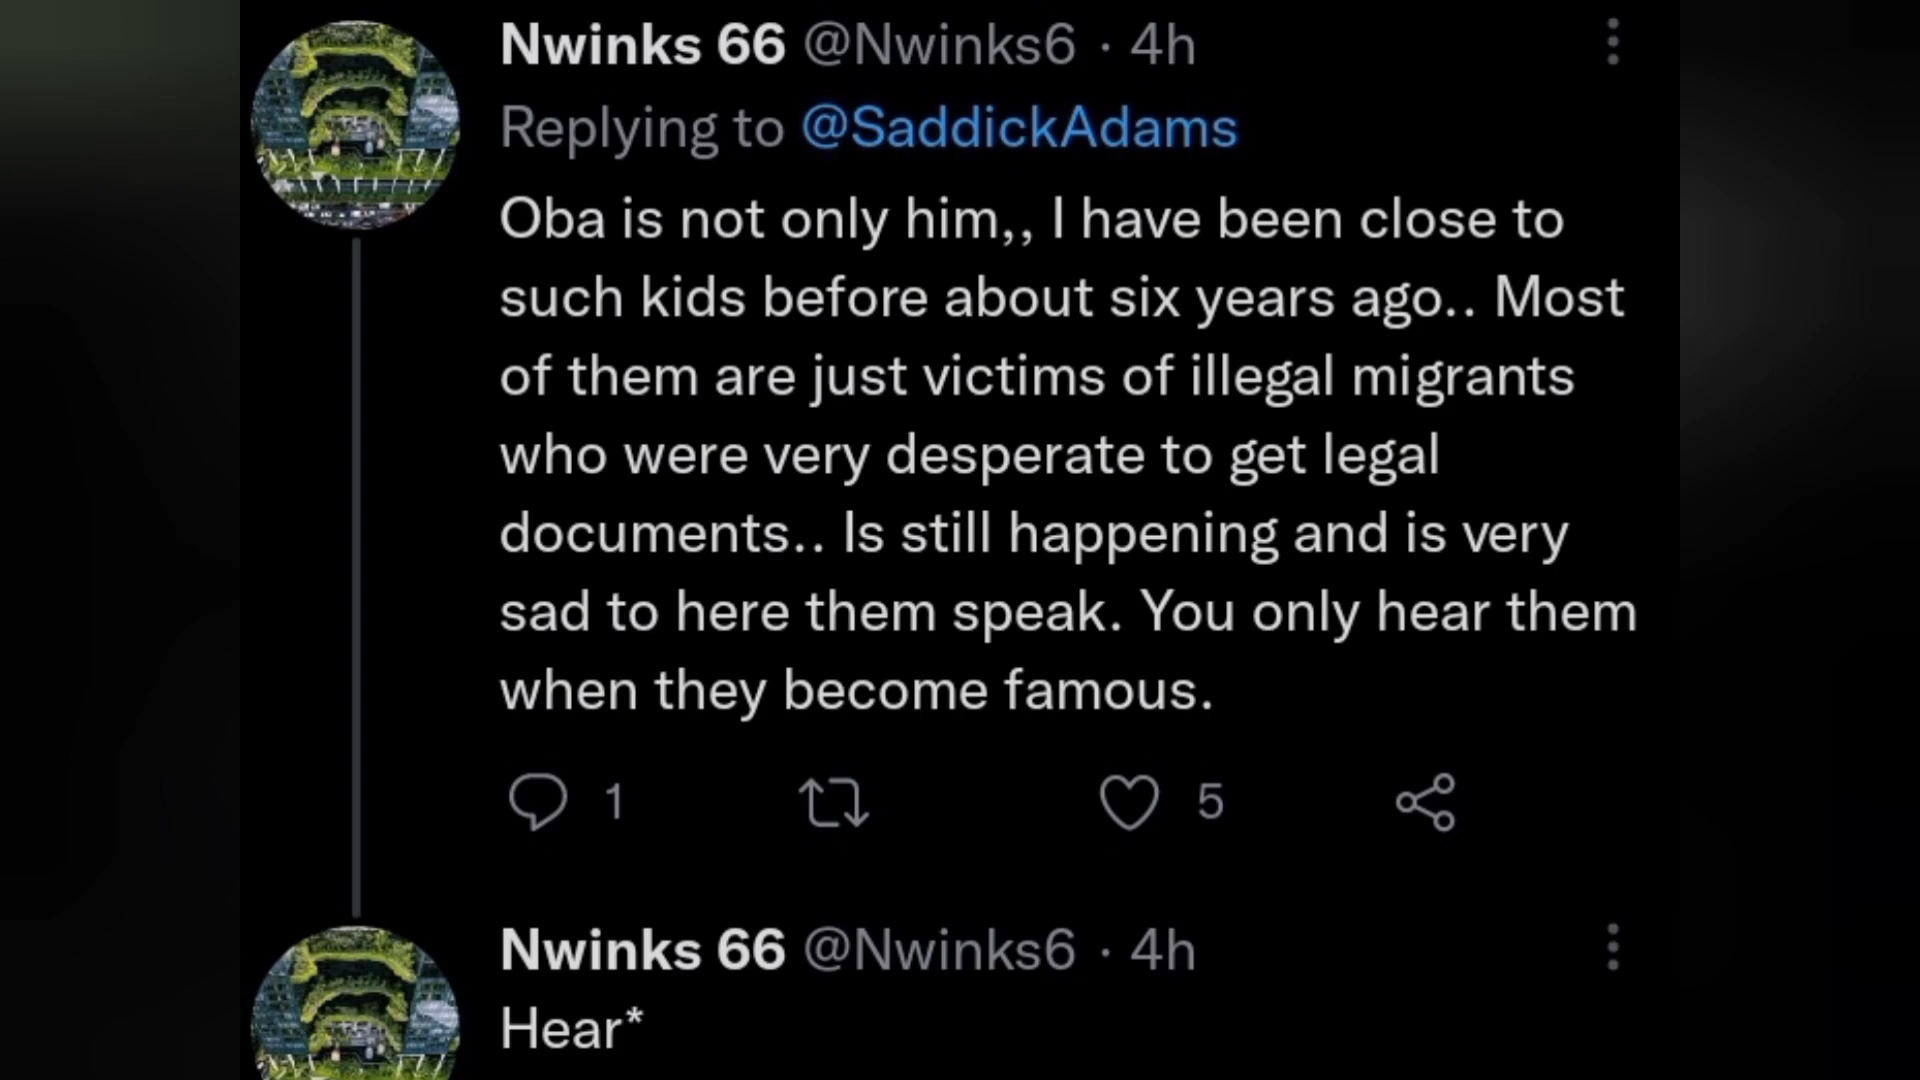 Nwinks 66 @Nwinks6 · 4h
Replying to @SaddickAdams
Oba is not only him,, I have been close to
such kids before about six years ago.. Most
of them are just victims of illegal migrants
who were very desperate to get legal
documents.. Is still happening and is very
sad to here them speak. You only hear them
when they become famous.
1 5
Nwinks 66 @Nwinks6 · 4h
Hear*